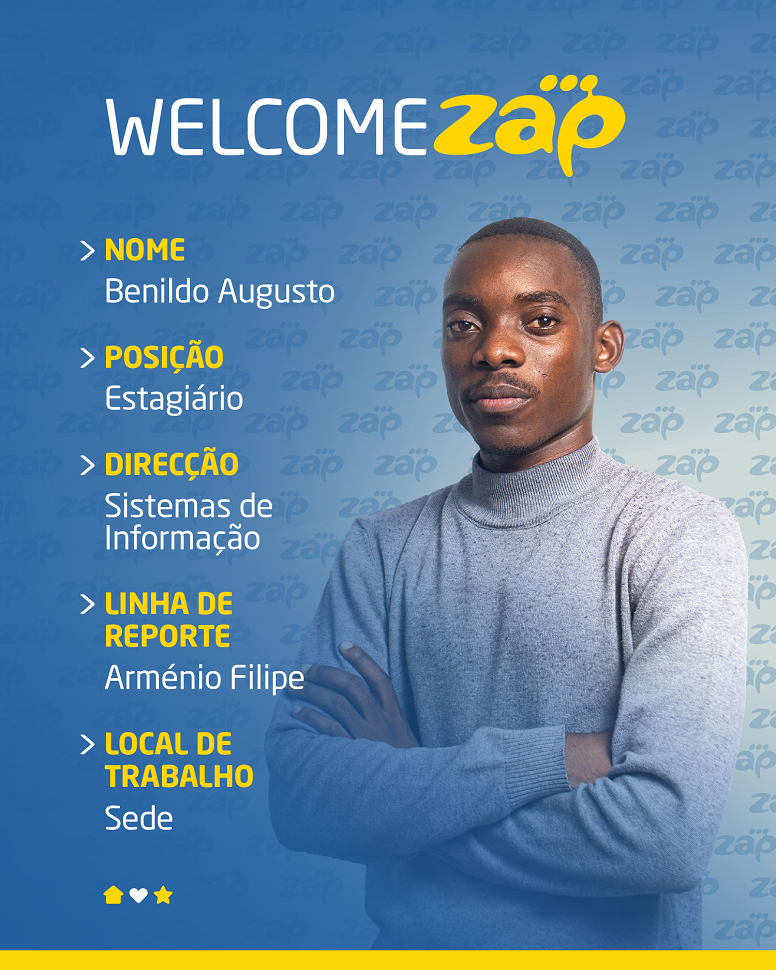 WELCOME zap
NOME
Benildo Augusto
POSIÇÃO
Estagiário
DIRECÇÃO
Sistemas de
Informação
LINHA DE
REPORTE
Arménio Filipe
LOCAL DE
TRABALHO
Sede